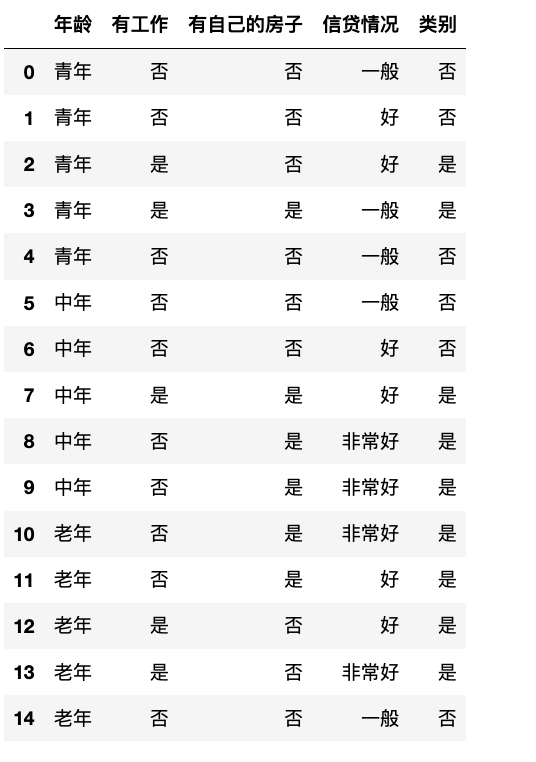 年龄 有工作 有自己的房子 信贷情况 类别
0 青年 否 否 一般 否
1 青年 否 否 好 否
2 青年 是 否 好 是
3 青年 是 是 一般 是
4 青年 否 否 一般 否
5 中年 否 否 一般 否
6 中年 否 否 好 否
7 中年 是 是 好 是
8 中年 否 是 非常好 是
9 中年 否 是 非常好 是
10 老年 否 是 非常好 是
11 老年 否 是 好 是
12 老年 是 否 好 是
13 老年 是 否 非常好 是
14 老年 否 否 一般 否